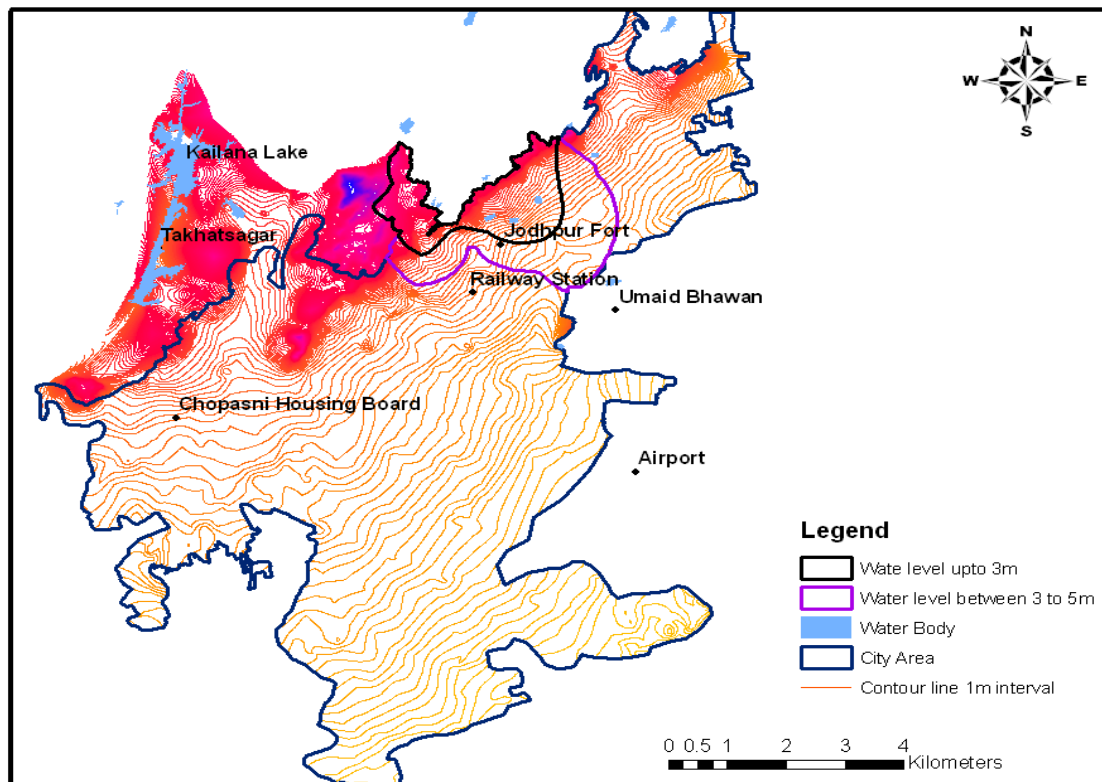 N
W E
S
Kailana Lake
Takhatsagar
Jodhpur Fort
Railway Station
Umaid Bhawan
Chopasni Housing Board
Airport
Legend
Wate level upto 3m
Water level between 3 to 5m
Water Body
City Area
Contour line 1m interval
0 0.5 1 2 3 4
Kilometers